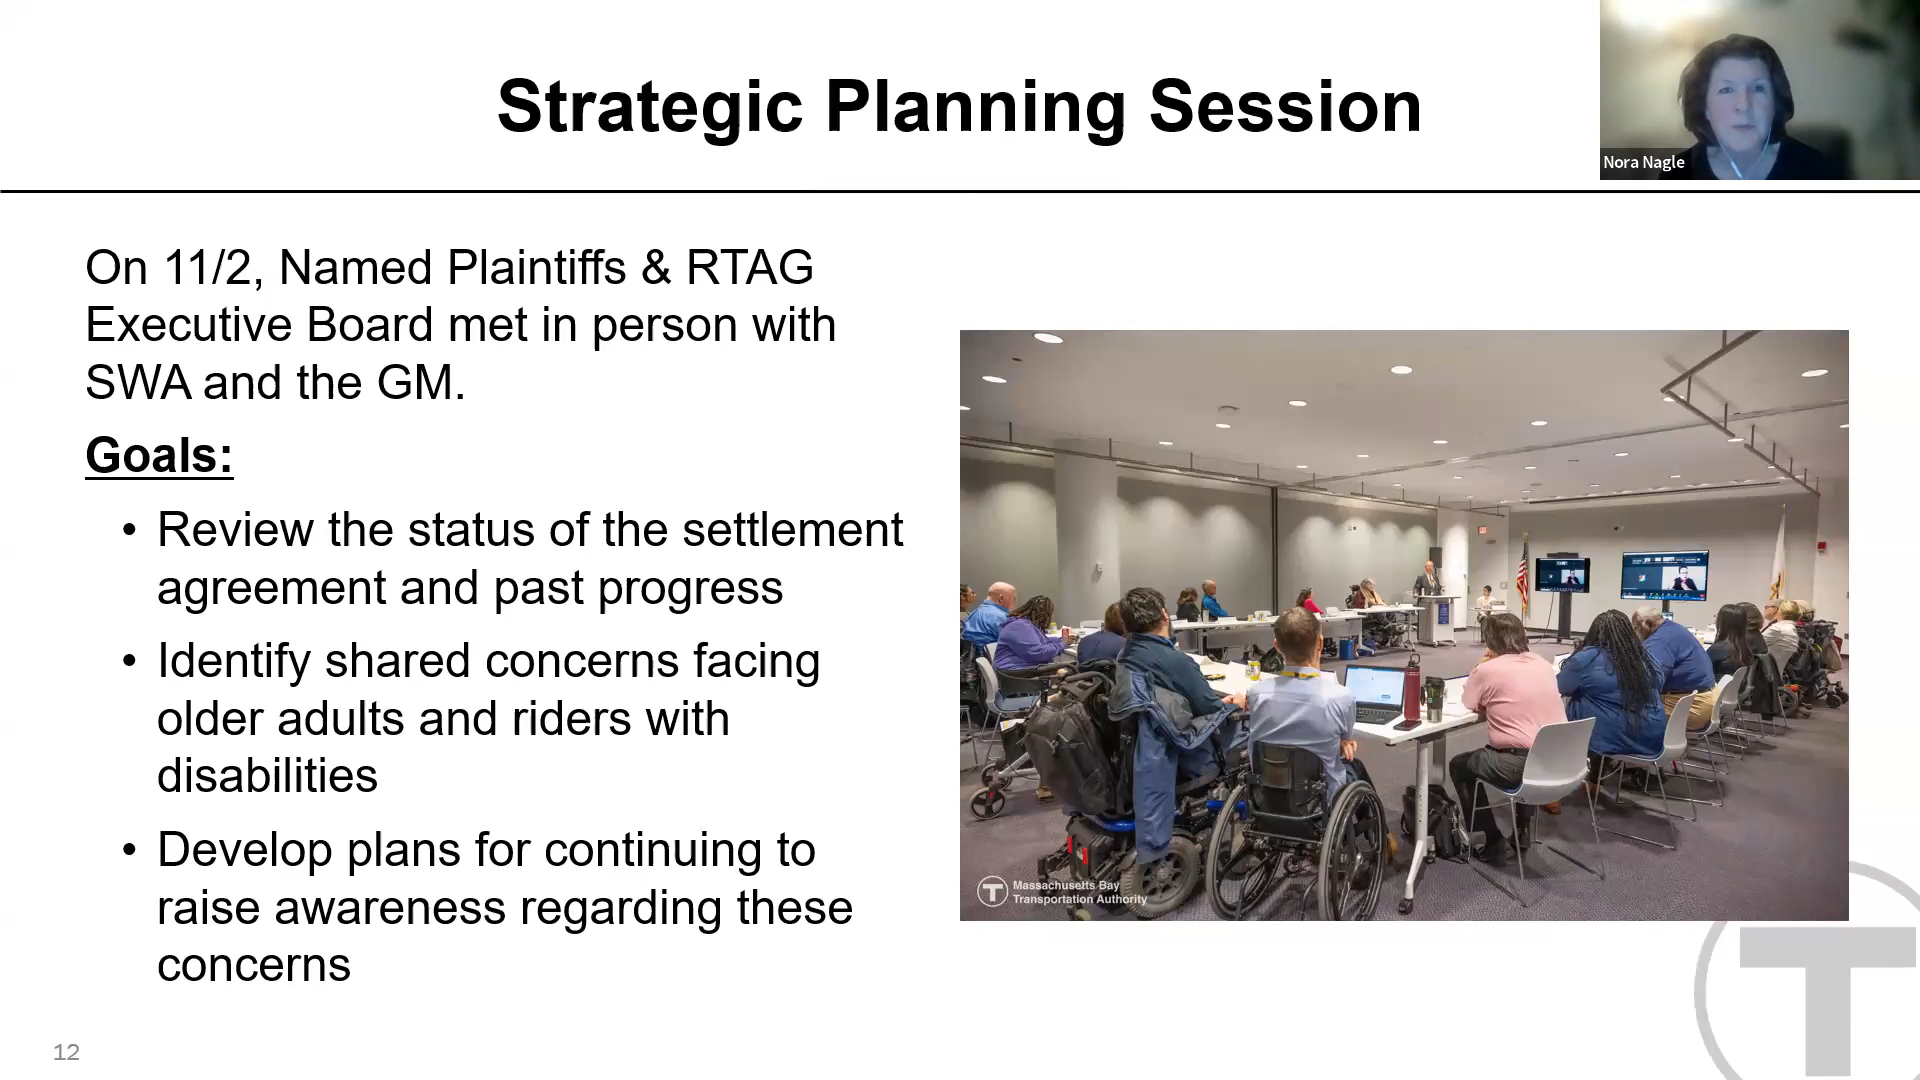 Strategic Planning Session
Nora Nagle
On 11/2, Named Plaintiffs & RTAG
Executive Board met in person with
SWA and the GM.
Goals:
• Review the status of the settlement
agreement and past progress
• Identify shared concerns facing
older adults and riders with
disabilities
• Develop plans for continuing to
raise awareness regarding these
concerns
T
Massachusetts Bay
Transportation Authority
T
12